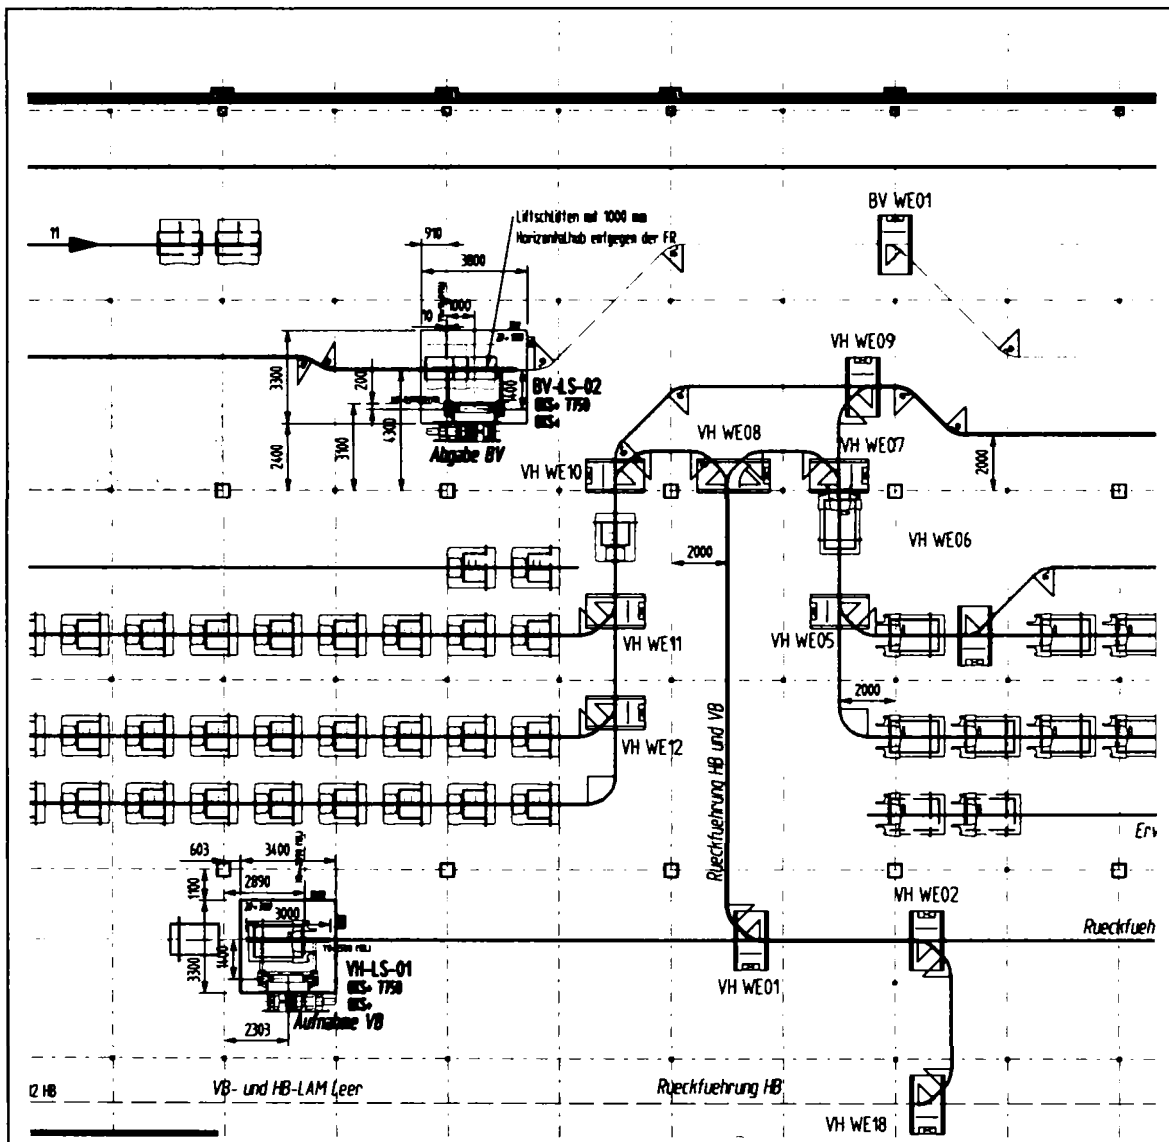 BV WE01
11
Liftschlitten mit 1000 mm
Horizontalhub entgegen der FR
910
3800
1000
10
VH WE09
3300
200
1400
BV-LS-02
4300
3100
2400
Abgabe BV
VH WE10
VH WE08
VH WE07
2000
VH WE06
2000
VH WE11
VH WE05
2000
VH WE12
Rueckfuehrung HB und VB
603
3400
2890
1100
3000
VH WE02
Rueckfueh
3300
1400
VH-LS-01
VH WE01
2303
Aufnahme VB
12 HB
VB- und HB-LAM Leer
Rueckfuehrung HB
VH WE18